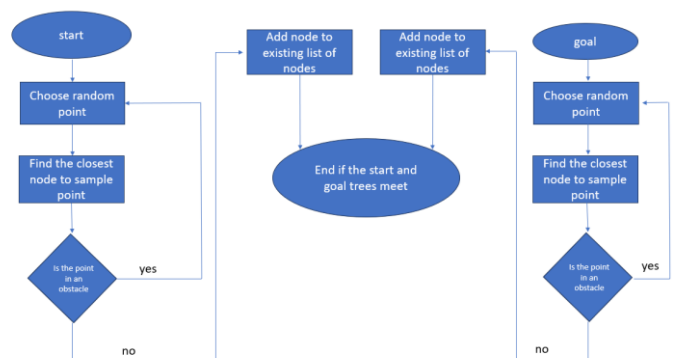 start
Choose random
point
Find the closest
node to sample
point
Is the point
in an
obstacle
yes
no
Add node to
existing list of
nodes
Add node to
existing list of
nodes
End if the start and
goal trees meet
goal
Choose random
point
Find the closest
node to sample
point
Is the point
in an
obstacle
yes
no